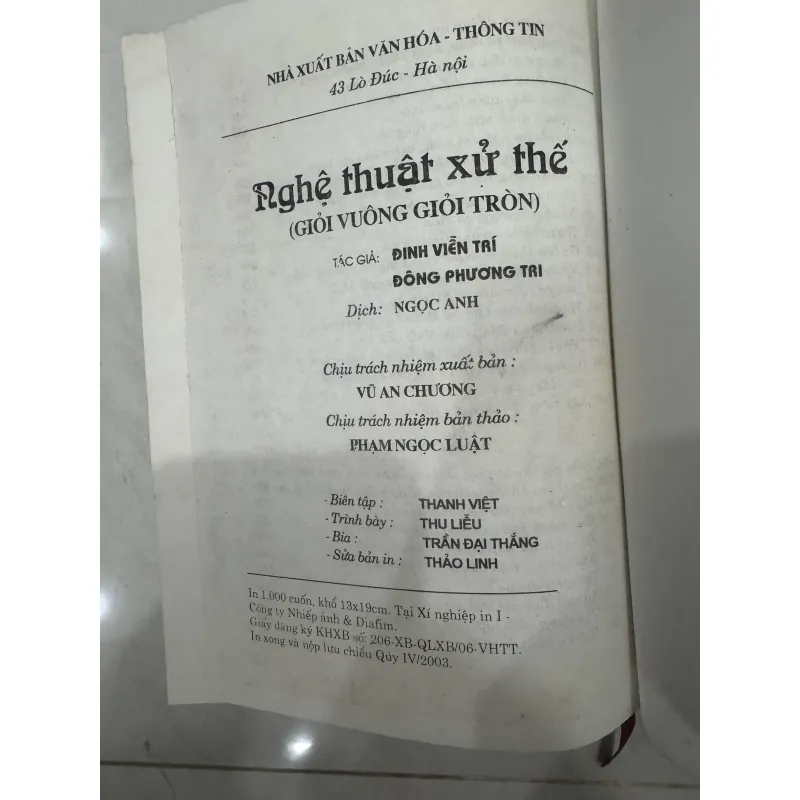 NHÀ XUẤT BẢN VĂN HÓA - THÔNG TIN
43 Lò Đúc - Hà nội
Nghệ thuật xử thế
(GIỎI VUÔNG GIỎI TRÒN)
TÁC GIẢ: ĐINH VIỄN TRÍ
ĐÔNG PHƯƠNG TRI
Dịch: NGỌC ANH
Chịu trách nhiệm xuất bản :
VŨ AN CHƯƠNG
Chịu trách nhiệm bản thảo :
PHẠM NGỌC LUẬT
- Biên tập : THANH VIỆT
- Trình bày : THU LIỄU
- Bìa : TRẦN ĐẠI THẮNG
- Sửa bản in : THẢO LINH
In 1.000 cuốn, khổ 13x19cm. Tại Xí nghiệp in I -
Công ty Nhiếp ảnh & Diafim.
Giấy đăng ký KHXB số: 206-XB-QLXB/06-VHTT.
In xong và nộp lưu chiểu Qúy IV/2003.